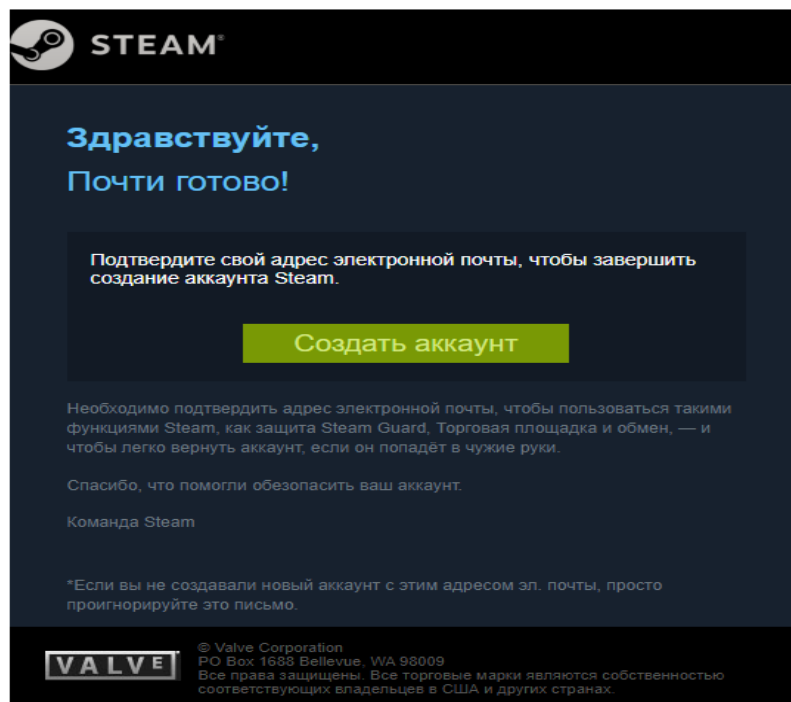 STEAM®
Здравствуйте,
Почти готово!
Подтвердите свой адрес электронной почты, чтобы завершить
создание аккаунта Steam.
Создать аккаунт
Необходимо подтвердить адрес электронной почты, чтобы пользоваться такими
функциями Steam, как защита Steam Guard, Торговая площадка и обмен, — и
чтобы легко вернуть аккаунт, если он попадёт в чужие руки.
Спасибо, что помогли обезопасить ваш аккаунт.
Команда Steam
*Если вы не создавали новый аккаунт с этим адресом эл. почты, просто
проигнорируйте это письмо.
VALVE
© Valve Corporation
PO Box 1688 Bellevue, WA 98009
Все права защищены. Все торговые марки являются собственностью
соответствующих владельцев в США и других странах.